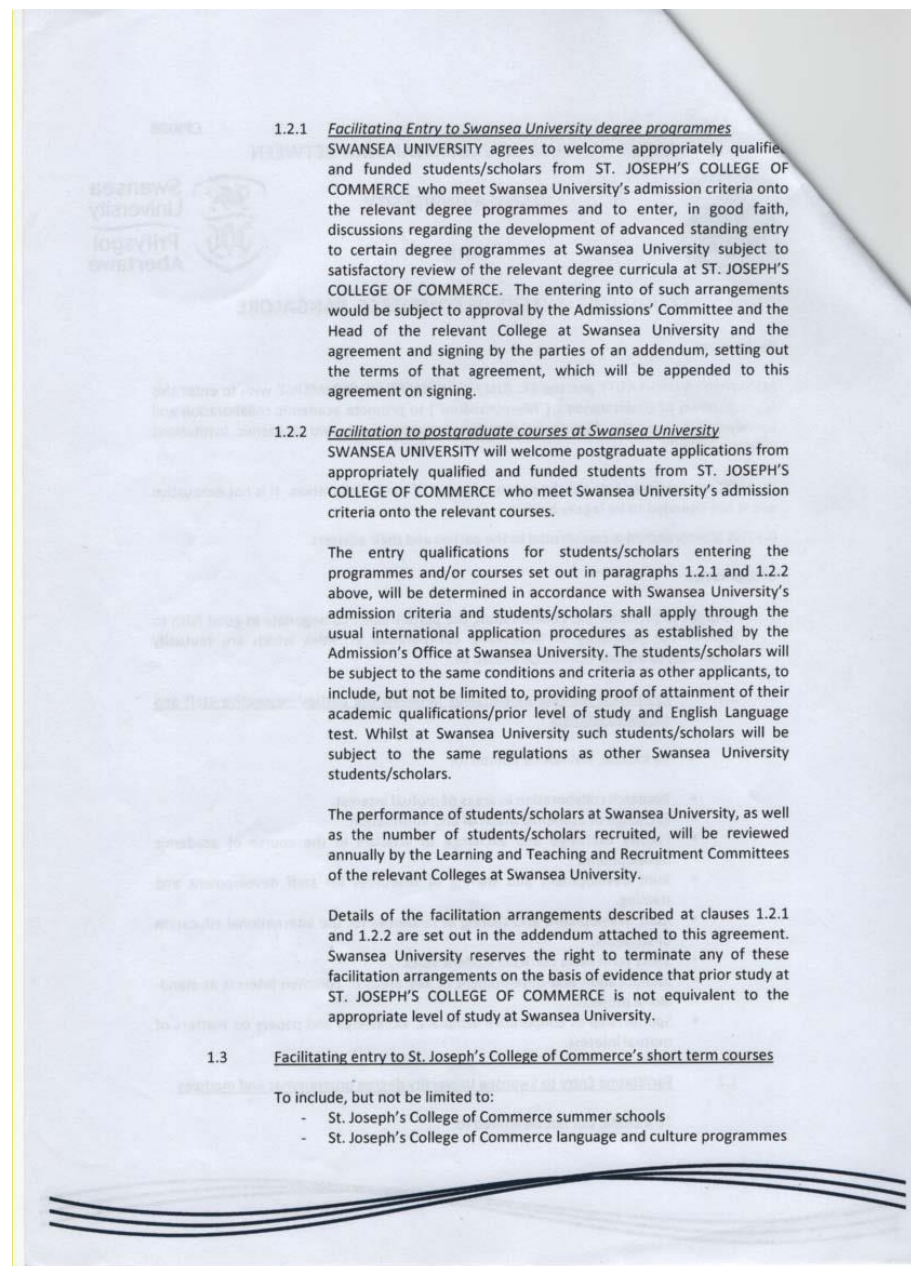 1.2.1 Facilitating Entry to Swansea University degree programmes
SWANSEA UNIVERSITY agrees to welcome appropriately qualified
and funded students/scholars from ST. JOSEPH'S COLLEGE OF
COMMERCE who meet Swansea University's admission criteria onto
the relevant degree programmes and to enter, in good faith,
discussions regarding the development of advanced standing entry
to certain degree programmes at Swansea University subject to
satisfactory review of the relevant degree curricula at ST. JOSEPH'S
COLLEGE OF COMMERCE. The entering into of such arrangements
would be subject to approval by the Admissions' Committee and the
Head of the relevant College at Swansea University and the
agreement and signing by the parties of an addendum, setting out
the terms of that agreement, which will be appended to this
agreement on signing.
1.2.2 Facilitation to postgraduate courses at Swansea University
SWANSEA UNIVERSITY will welcome postgraduate applications from
appropriately qualified and funded students from ST. JOSEPH'S
COLLEGE OF COMMERCE who meet Swansea University's admission
criteria onto the relevant courses.
The entry qualifications for students/scholars entering the
programmes and/or courses set out in paragraphs 1.2.1 and 1.2.2
above, will be determined in accordance with Swansea University's
admission criteria and students/scholars shall apply through the
usual international application procedures as established by the
Admission's Office at Swansea University. The students/scholars will
be subject to the same conditions and criteria as other applicants, to
include, but not be limited to, providing proof of attainment of their
academic qualifications/prior level of study and English Language
test. Whilst at Swansea University such students/scholars will be
subject to the same regulations as other Swansea University
students/scholars.
The performance of students/scholars at Swansea University, as well
as the number of students/scholars recruited, will be reviewed
annually by the Learning and Teaching and Recruitment Committees
of the relevant Colleges at Swansea University.
Details of the facilitation arrangements described at clauses 1.2.1
and 1.2.2 are set out in the addendum attached to this agreement.
Swansea University reserves the right to terminate any of these
facilitation arrangements on the basis of evidence that prior study at
ST. JOSEPH'S COLLEGE OF COMMERCE is not equivalent to the
appropriate level of study at Swansea University.
1.3 Facilitating entry to St. Joseph's College of Commerce's short term courses
To include, but not be limited to:
- St. Joseph's College of Commerce summer schools
- St. Joseph's College of Commerce language and culture programmes